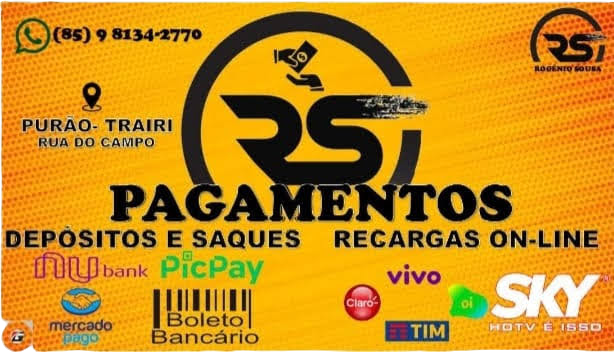 (85) 9 8134-2770
RS
ROGÊNIO SOUSA
PURÃO- TRAIRI
RUA DO CAMPO
RS
PAGAMENTOS
DEPÓSITOS E SAQUES
RECARGAS ON-LINE
nu bank
PicPay
vivo
Claro
oi
SKY
HDTV É ISSO
mercado
pago
Boleto
Bancário
TIM